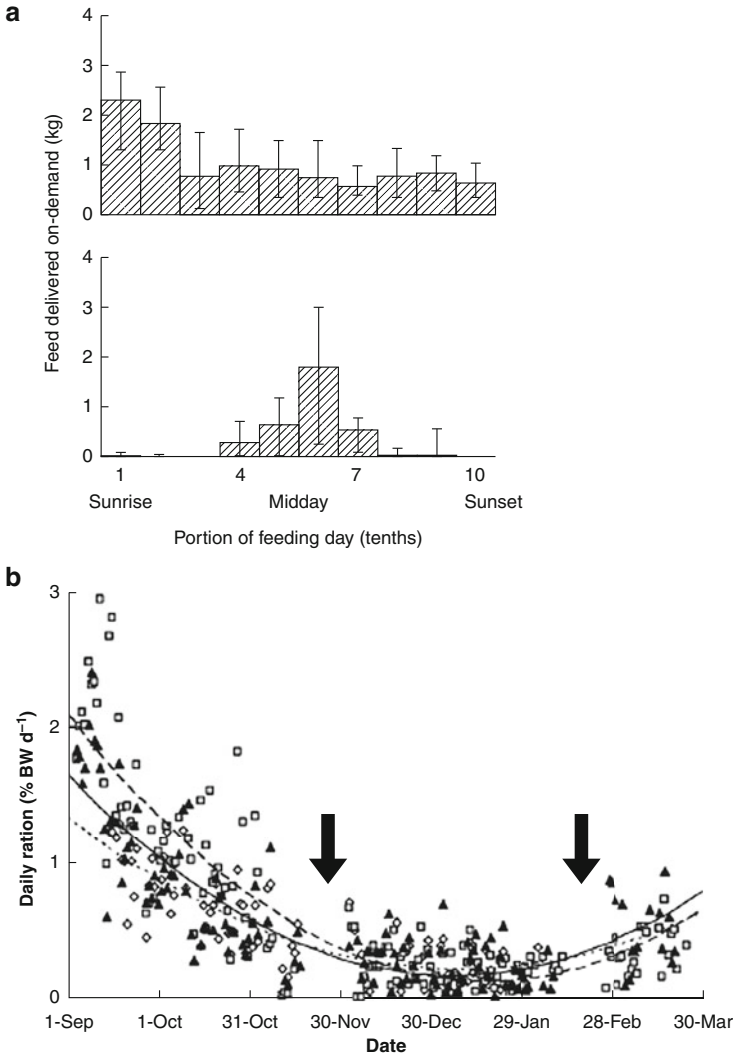 a
Feed delivered on-demand (kg)
4
3
2
1
0
4
3
2
1
0
1 4 7 10
Sunrise Midday Sunset
Portion of feeding day (tenths)
b
Daily ration (% BW d⁻¹)
3
2
1
0
1-Sep 1-Oct 31-Oct 30-Nov 30-Dec 29-Jan 28-Feb 30-Mar
Date